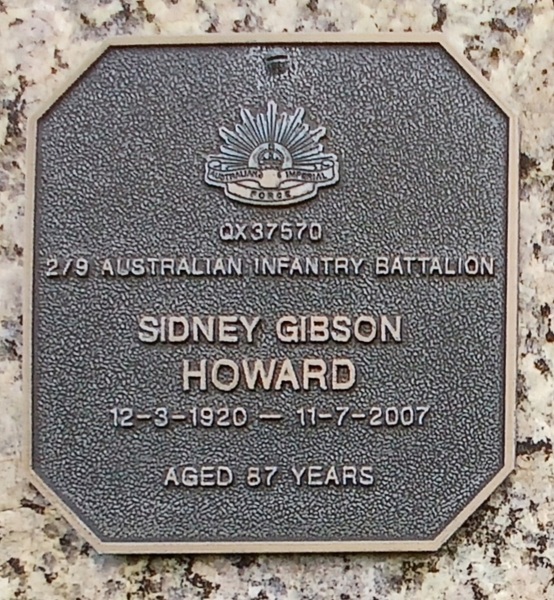 AUSTRALIAN IMPERIAL
FORCE
QX37570
2/9 AUSTRALIAN INFANTRY BATTALION
SIDNEY GIBSON
HOWARD
12-3-1920 — 11-7-2007
AGED 87 YEARS